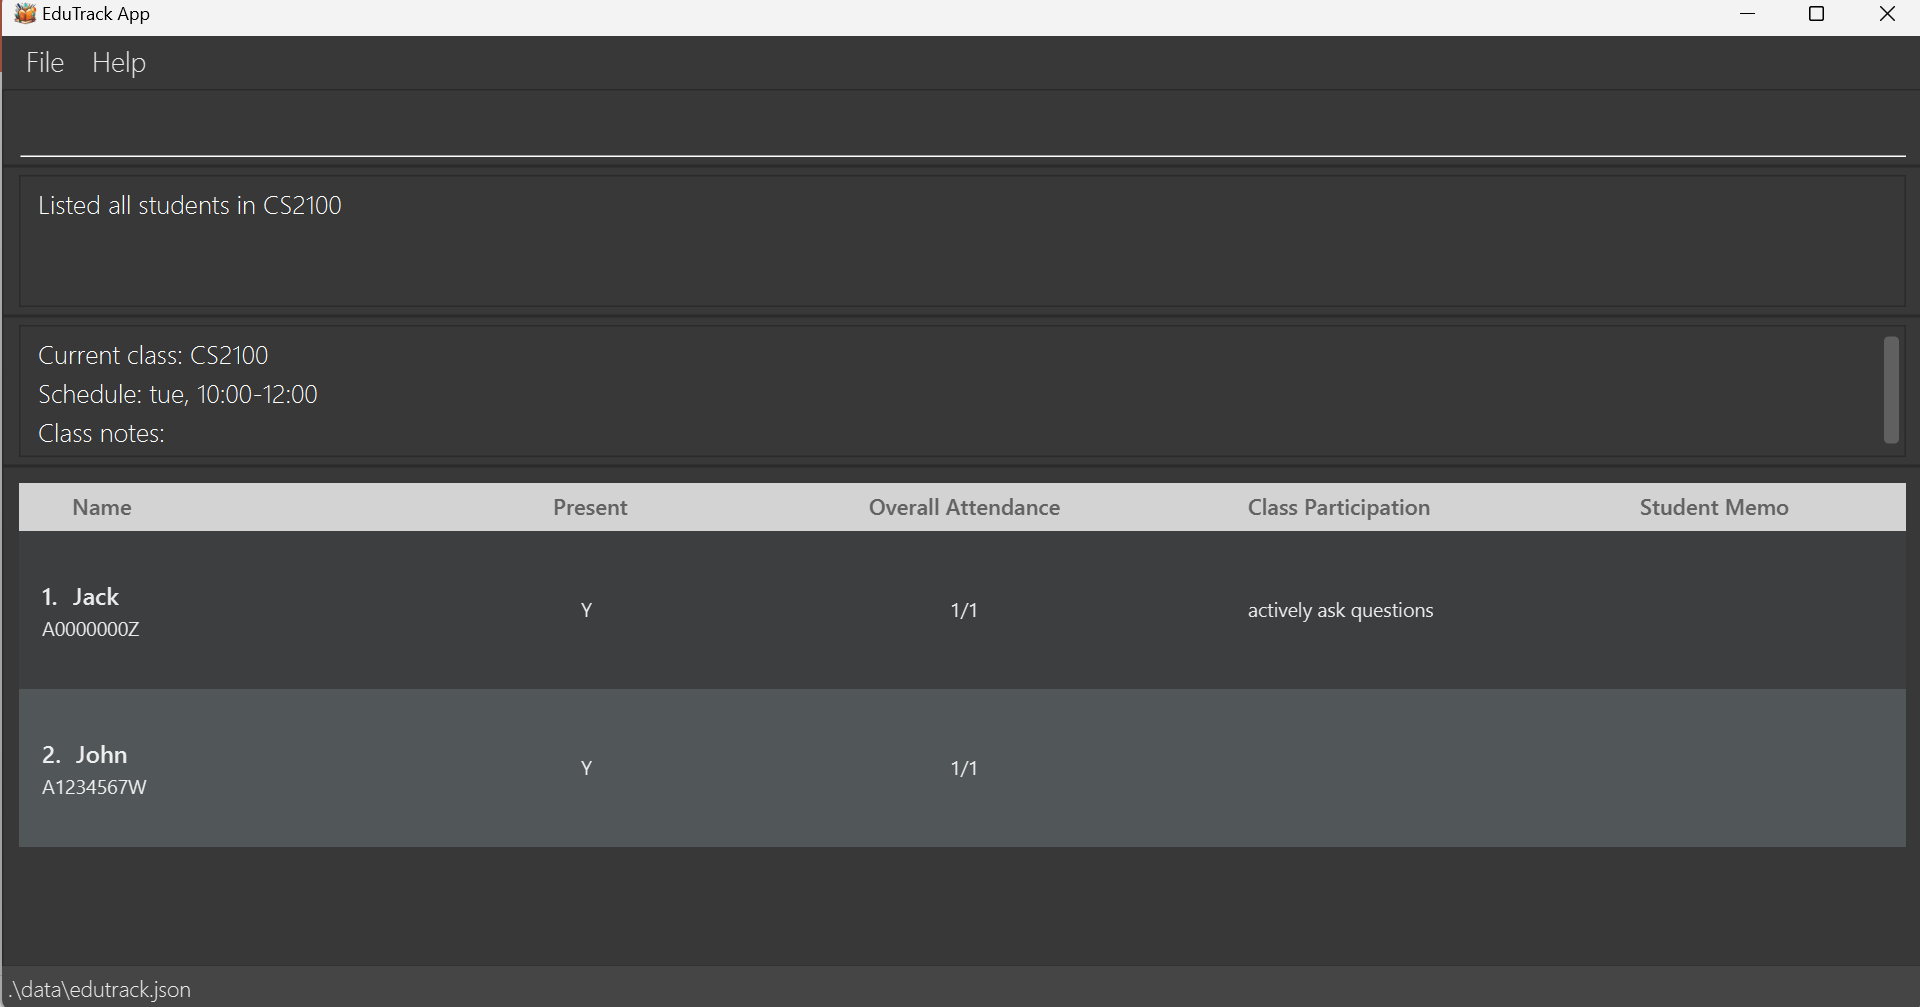 EduTrack App
File Help
Listed all students in CS2100
Current class: CS2100
Schedule: tue, 10:00-12:00
Class notes:
Name Present Overall Attendance Class Participation Student Memo
1. Jack
A0000000Z
Y 1/1 actively ask questions
2. John
A1234567W
Y 1/1
.\data\edutrack.json